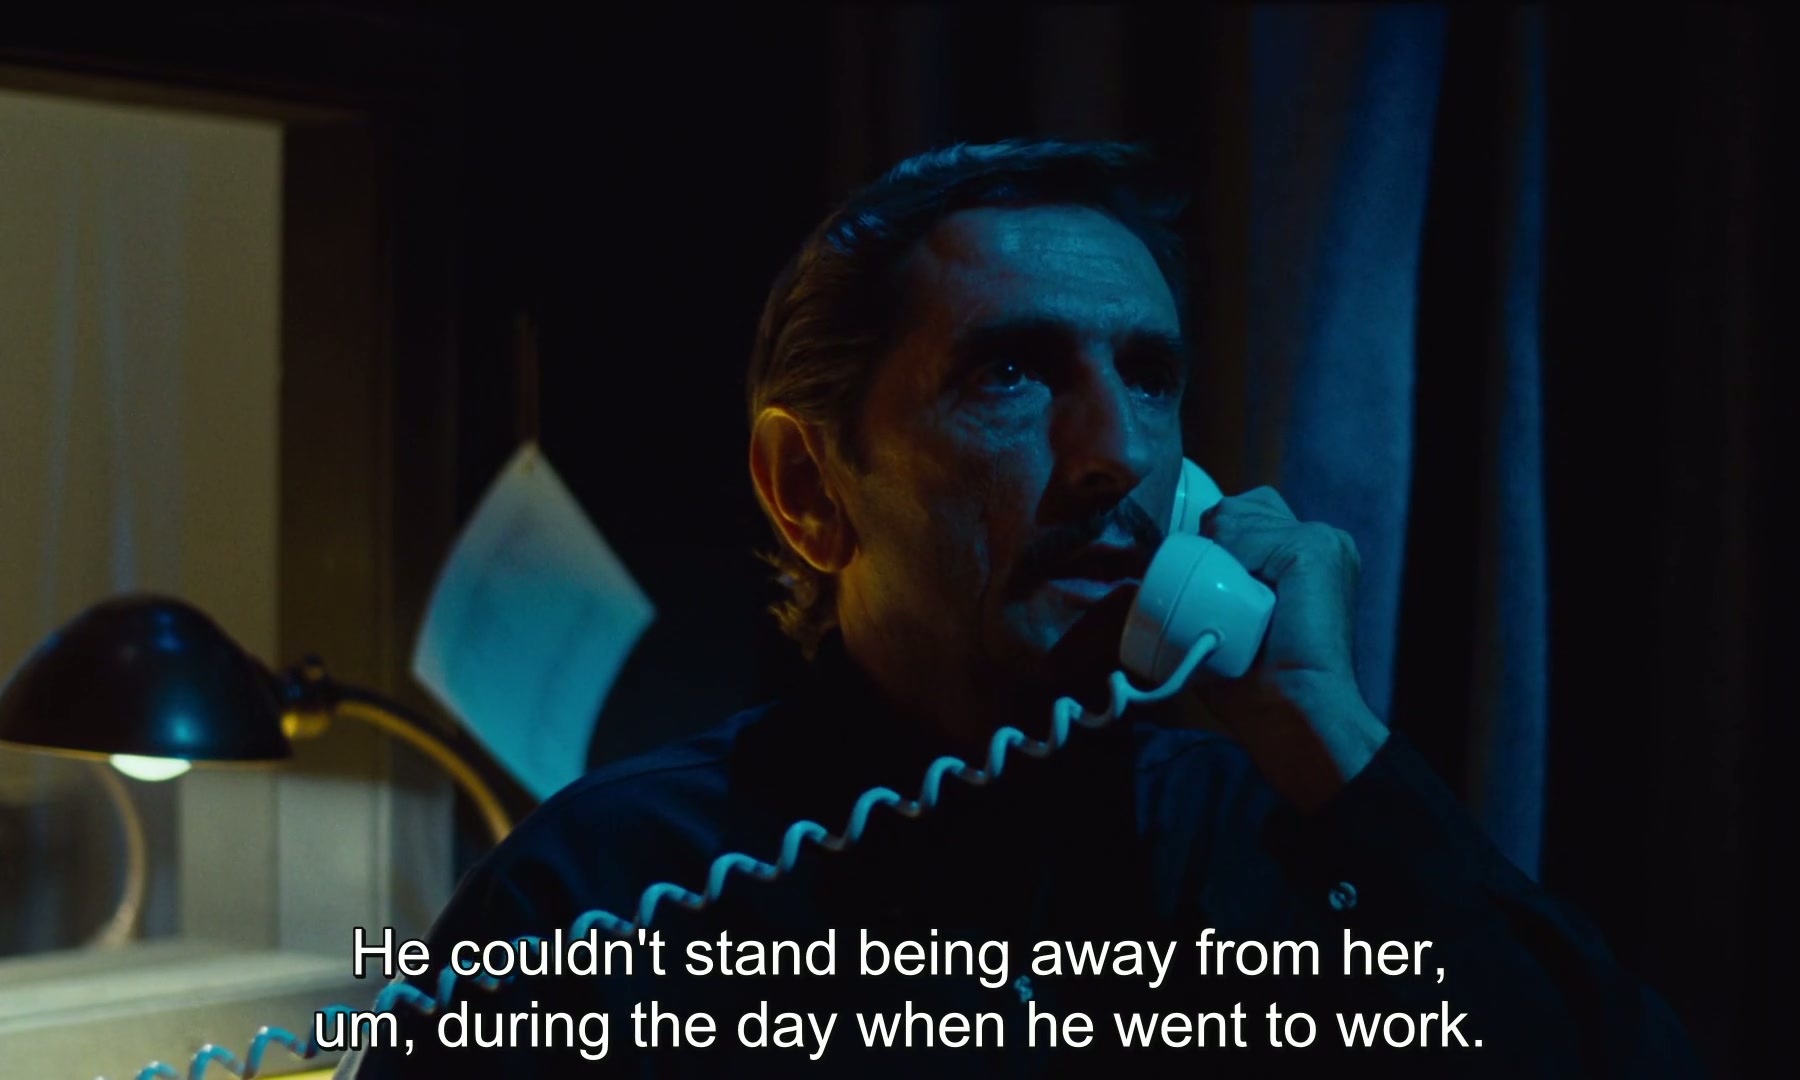 He couldn't stand being away from her,
um, during the day when he went to work.